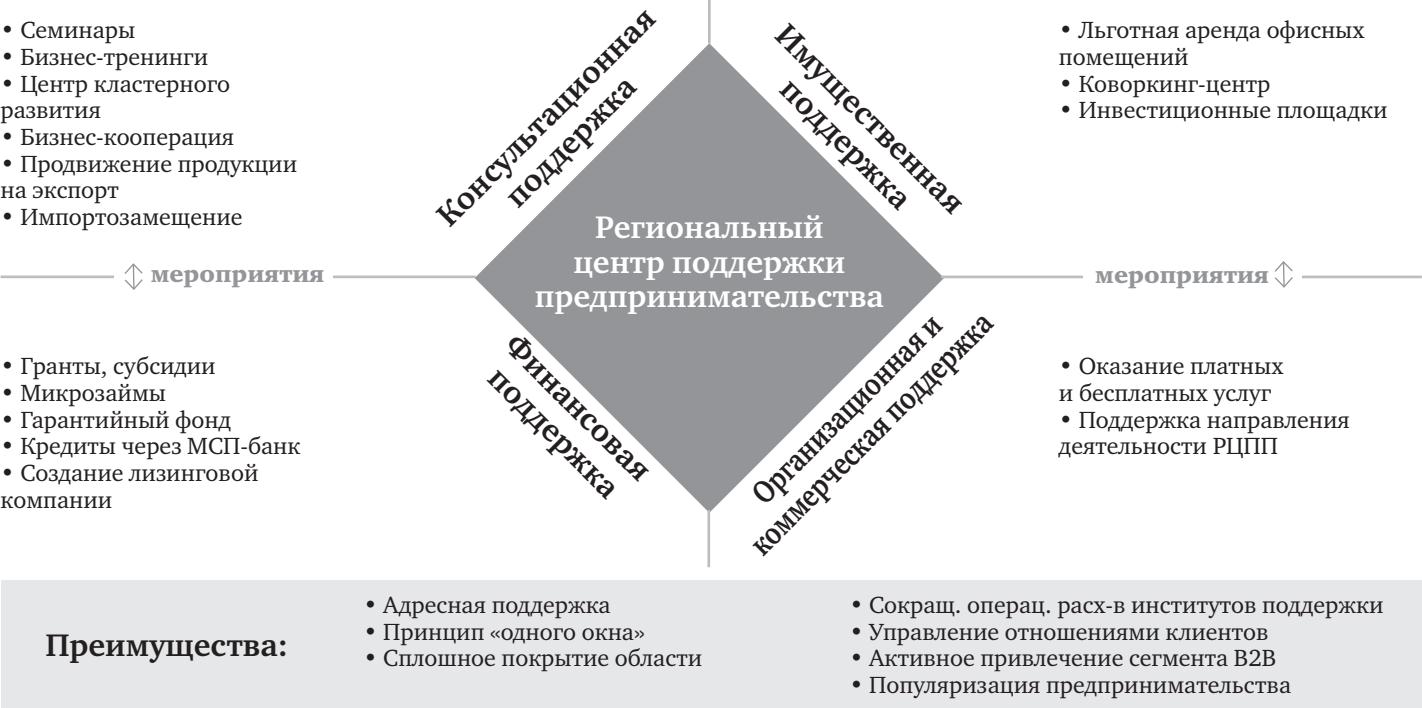 • Семинары
• Бизнес-тренинги
• Центр кластерного
развития
• Бизнес-кооперация
• Продвижение продукции
на экспорт
• Импортозамещение
Консультационная
поддержка
Имущественная
поддержка
• Льготная аренда офисных
помещений
• Коворкинг-центр
• Инвестиционные площадки
мероприятия
Региональный
центр поддержки
предпринимательства
мероприятия
• Гранты, субсидии
• Микрозаймы
• Гарантийный фонд
• Кредиты через МСП-банк
• Создание лизинговой
компании
Финансовая
поддержка
Организационная и
коммерческая поддержка
• Оказание платных
и бесплатных услуг
• Поддержка направления
деятельности РЦПП
Преимущества:
• Адресная поддержка
• Принцип «одного окна»
• Сплошное покрытие области
• Сокращ. операц. расх-в институтов поддержки
• Управление отношениями клиентов
• Активное привлечение сегмента B2B
• Популяризация предпринимательства